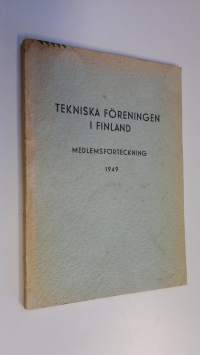 TEKNISKA FÖRENINGEN
I FINLAND
MEDLEMSFÖRTECKNING
1949